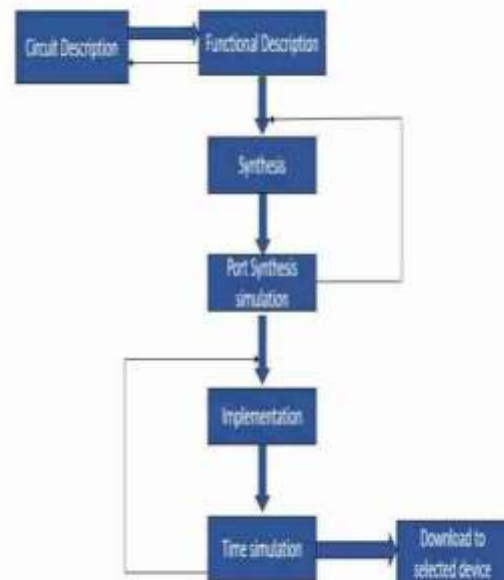 Circuit Description
Functional Description
Synthesis
Port Synthesis
simulation
Implementation
Time simulation
Download to
selected device